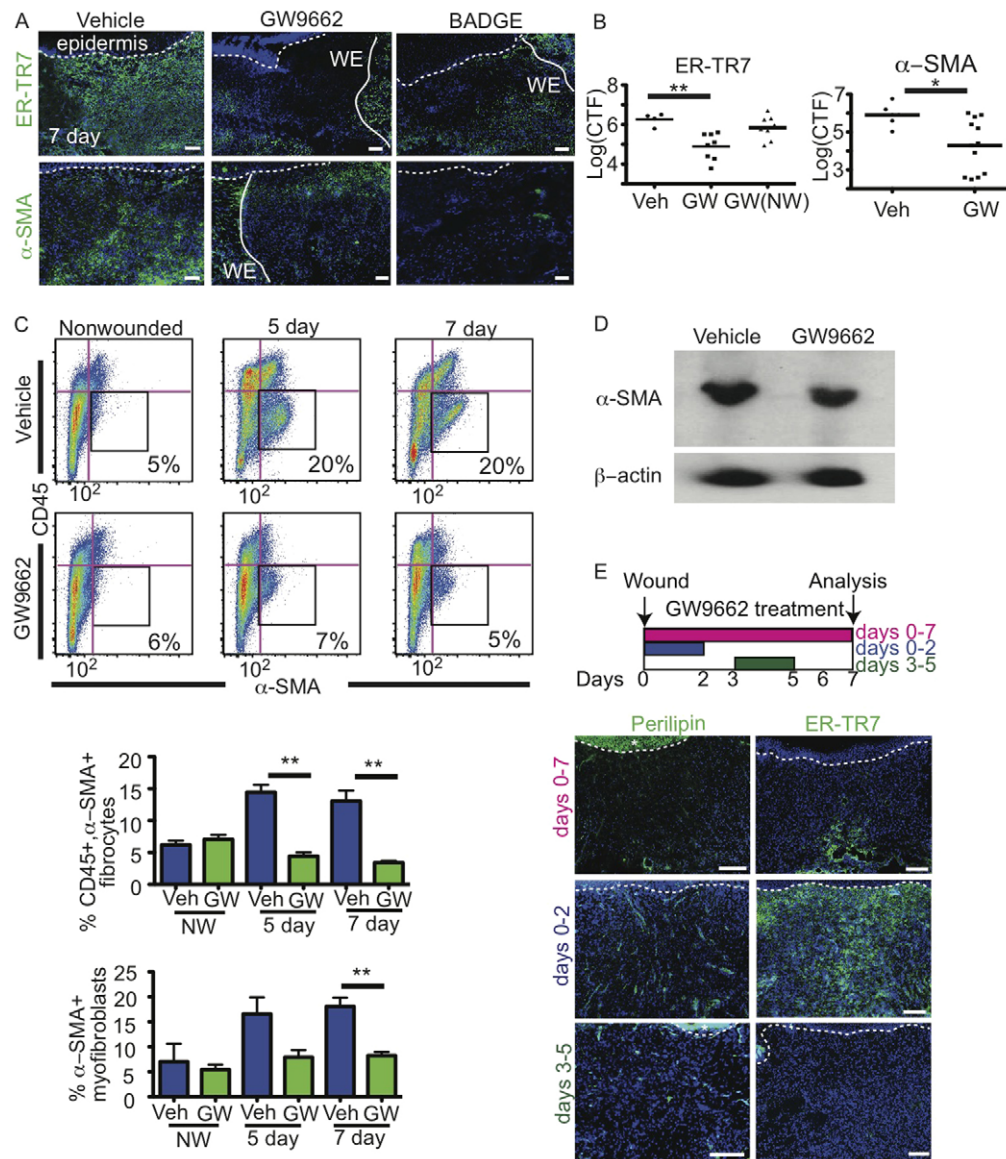 A
Vehicle
GW9662
BADGE
ER-TR7
epidermis
7 day
WE
WE
α-SMA
WE
B
ER-TR7
**
Log(CTF)
8
6
4
Veh GW GW(NW)
α−SMA
*
Log(CTF)
7
5
3
Veh GW
C
Nonwounded
5 day
7 day
Vehicle
5%
20%
20%
10²
10²
10²
CD45
GW9662
6%
7%
5%
10²
10²
10²
α-SMA
D
Vehicle GW9662
α-SMA
β−actin
E
Wound
Analysis
GW9662 treatment
days 0-7
days 0-2
days 3-5
Days 0 2 3 5 6 7
Perilipin
ER-TR7
days 0-7
*
days 0-2
days 3-5
*
% CD45+,α−SMA+
fibrocytes
20
15
10
5
0
**
**
Veh GW Veh GW Veh GW
NW 5 day 7 day
% α−SMA+
myofibroblasts
25
20
15
10
5
0
**
Veh GW Veh GW Veh GW
NW 5 day 7 day